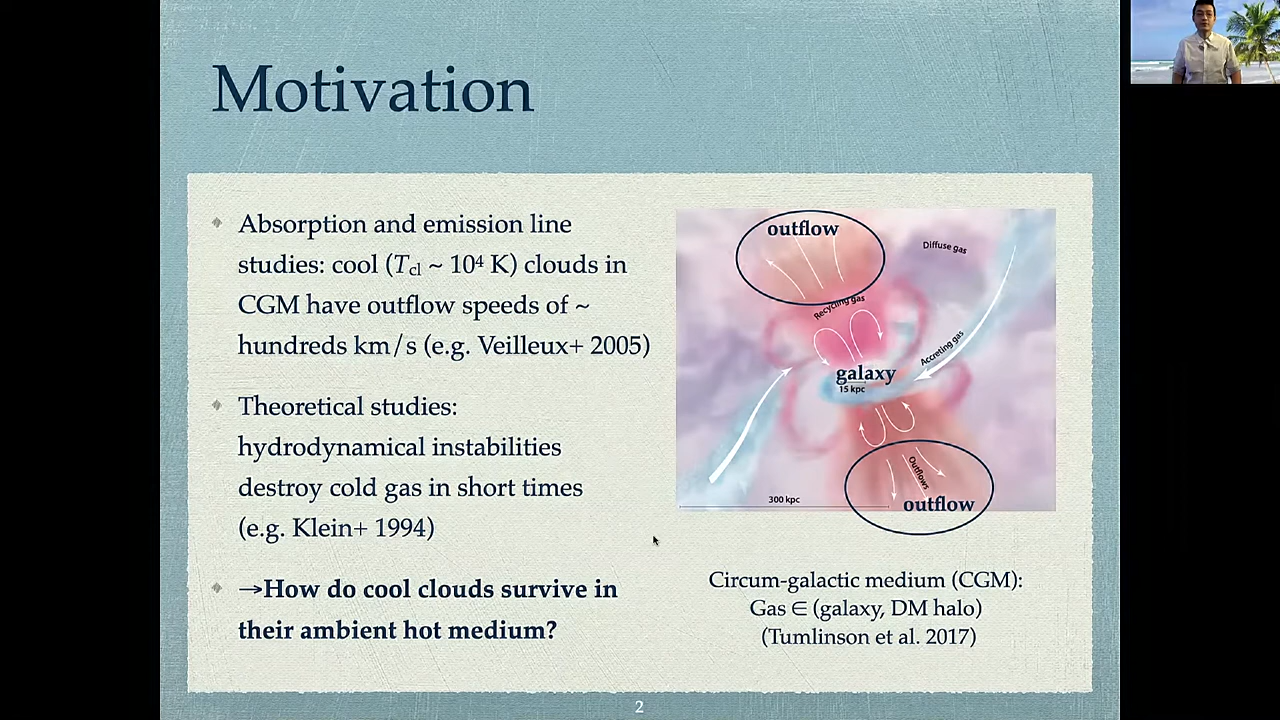 Motivation
Absorption and emission line
studies: cool (Tcl ~ 10⁴ K) clouds in
CGM have outflow speeds of ~
hundreds km/s (e.g. Veilleux+ 2005)
Theoretical studies:
hydrodynamical instabilities
destroy cold gas in short times
(e.g. Klein+ 1994)
→How do cool clouds survive in
their ambient hot medium?
outflow
Diffuse gas
Recycling gas
Accreting gas
galaxy
15 kpc
Outflows
300 kpc
outflow
Circum-galactic medium (CGM):
Gas ∈ (galaxy, DM halo)
(Tumlinson et al. 2017)
2